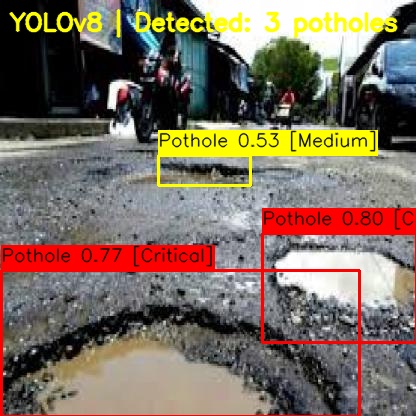 YOLOv8 | Detected: 3 potholes
Pothole 0.53 [Medium]
Pothole 0.80 [C
Pothole 0.77 [Critical]